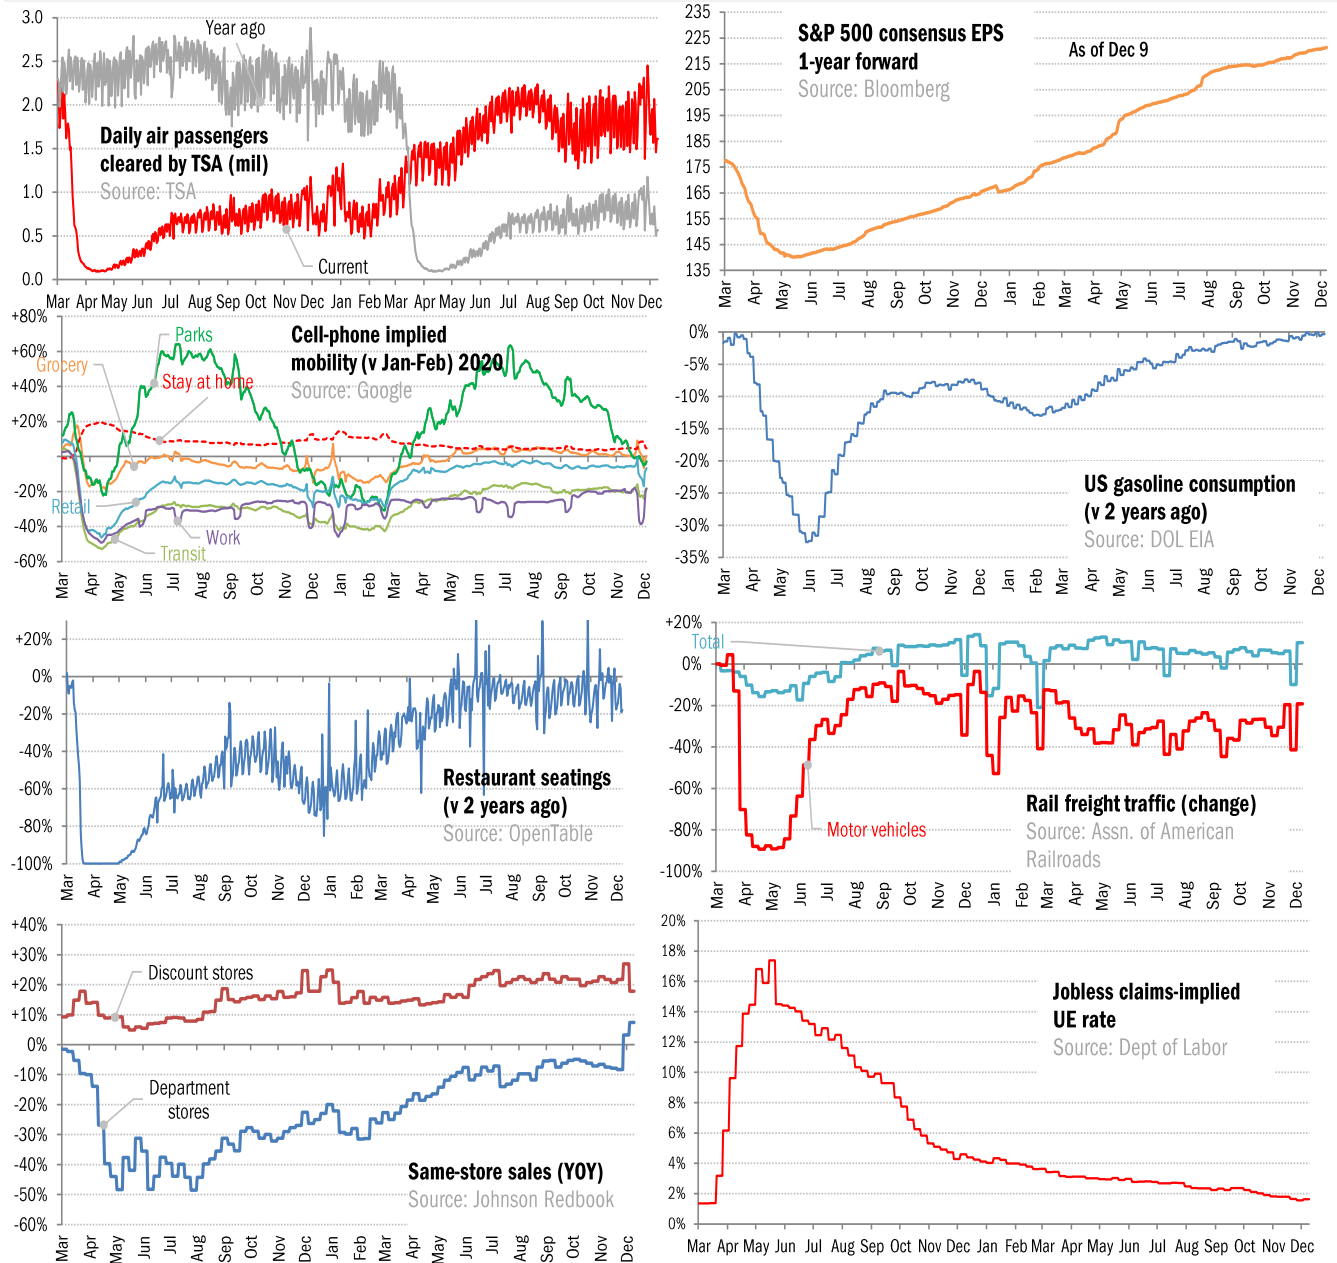 3.0
2.5
2.0
1.5
1.0
0.5
0.0
Year ago
Daily air passengers
cleared by TSA (mil)
Source: TSA
Current
Mar Apr May Jun Jul Aug Sep Oct Nov Dec Jan Feb Mar Apr May Jun Jul Aug Sep Oct Nov Dec
235
225
215
205
195
185
175
165
155
145
135
S&P 500 consensus EPS
1-year forward
Source: Bloomberg
As of Dec 9
Mar Apr May Jun Jul Aug Sep Oct Nov Dec Jan Feb Mar Apr May Jun Jul Aug Sep Oct Nov Dec
+80%
+60%
+40%
+20%
-20%
-40%
-60%
Parks
Grocery
Stay at home
Cell-phone implied
mobility (v Jan-Feb) 2020
Source: Google
Retail
Work
Transit
Mar Apr May Jun Jul Aug Sep Oct Nov Dec Jan Feb Mar Apr May Jun Jul Aug Sep Oct Nov Dec
0%
-5%
-10%
-15%
-20%
-25%
-30%
-35%
US gasoline consumption
(v 2 years ago)
Source: DOL EIA
Mar Apr May Jun Jul Aug Sep Oct Nov Dec Jan Feb Mar Apr May Jun Jul Aug Sep Oct Nov Dec
+20%
0%
-20%
-40%
-60%
-80%
-100%
Restaurant seatings
(v 2 years ago)
Source: OpenTable
Mar Apr May Jun Jul Aug Sep Oct Nov Dec Jan Feb Mar Apr May Jun Jul Aug Sep Oct Nov Dec
+20%
0%
-20%
-40%
-60%
-80%
-100%
Total
Motor vehicles
Rail freight traffic (change)
Source: Assn. of American
Railroads
Mar Apr May Jun Jul Aug Sep Oct Nov Dec Jan Feb Mar Apr May Jun Jul Aug Sep Oct Nov Dec
+40%
+30%
+20%
+10%
0%
-10%
-20%
-30%
-40%
-50%
-60%
Discount stores
Department
stores
Same-store sales (YOY)
Source: Johnson Redbook
Mar Apr May Jun Jul Aug Sep Oct Nov Dec Jan Feb Mar Apr May Jun Jul Aug Sep Oct Nov Dec
20%
18%
16%
14%
12%
10%
8%
6%
4%
2%
0%
Jobless claims-implied
UE rate
Source: Dept of Labor
Mar Apr May Jun Jul Aug Sep Oct Nov Dec Jan Feb Mar Apr May Jun Jul Aug Sep Oct Nov Dec